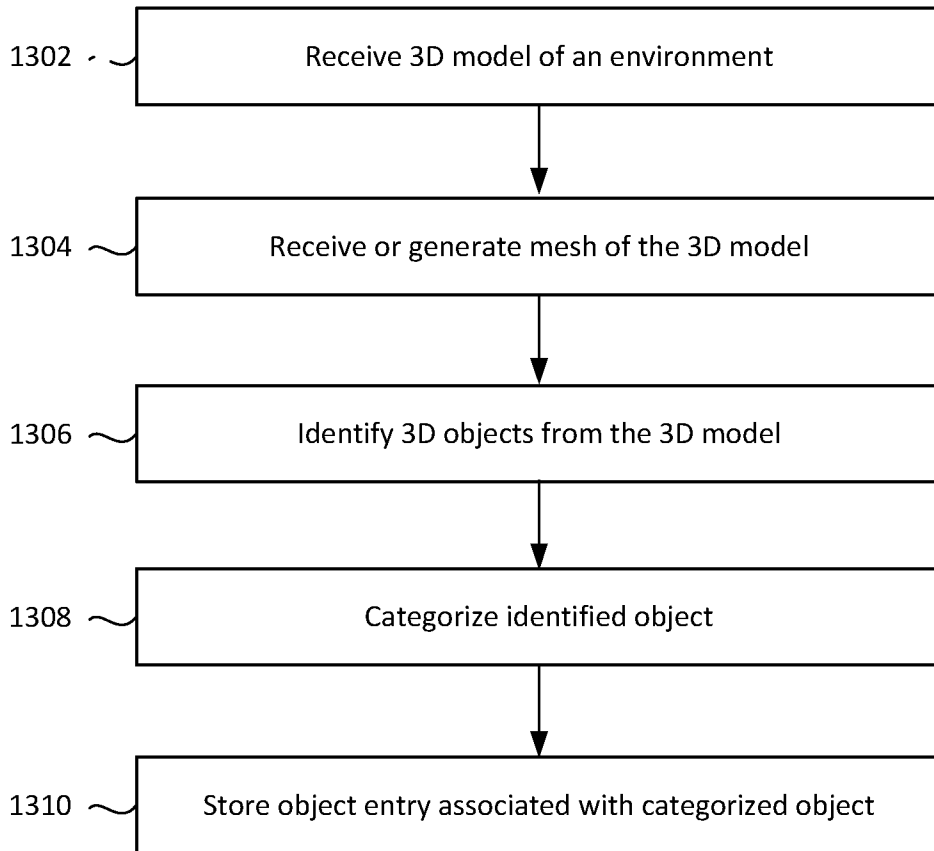 1302 Receive 3D model of an environment
1304 Receive or generate mesh of the 3D model
1306 Identify 3D objects from the 3D model
1308 Categorize identified object
1310 Store object entry associated with categorized object